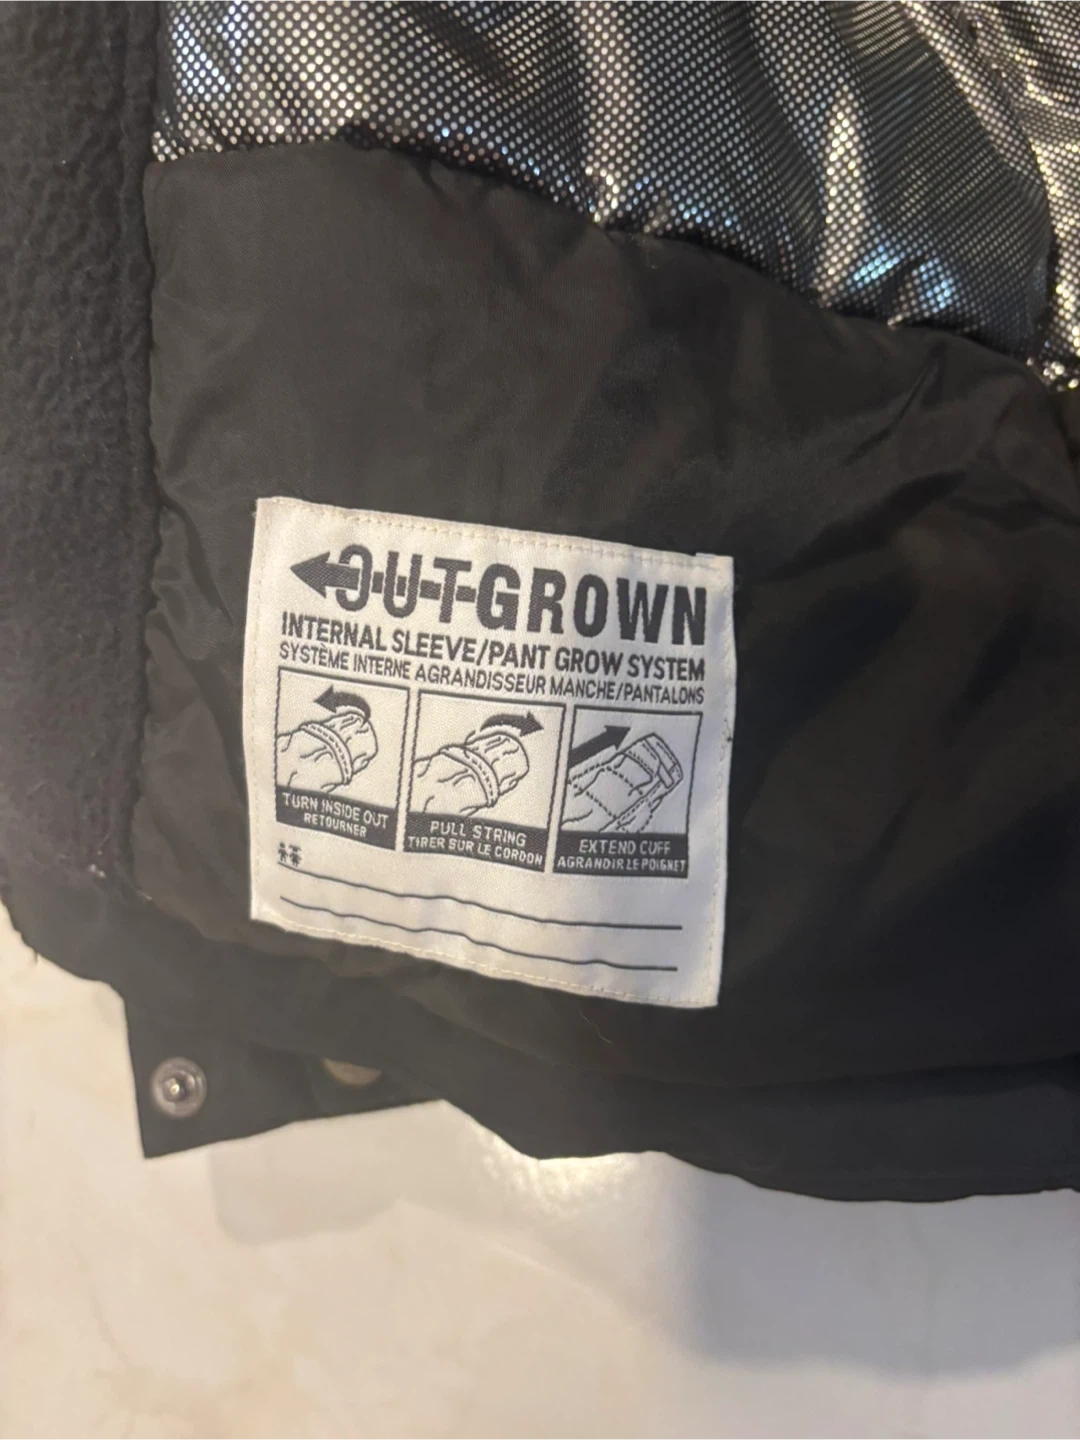 OUTGROWN
INTERNAL SLEEVE/PANT GROW SYSTEM
SYSTÈME INTERNE AGRANDISSEUR MANCHE/PANTALONS
TURN INSIDE OUT
RETOURNER
PULL STRING
TIRER SUR LE CORDON
EXTEND CUFF
AGRANDIR LE POIGNET